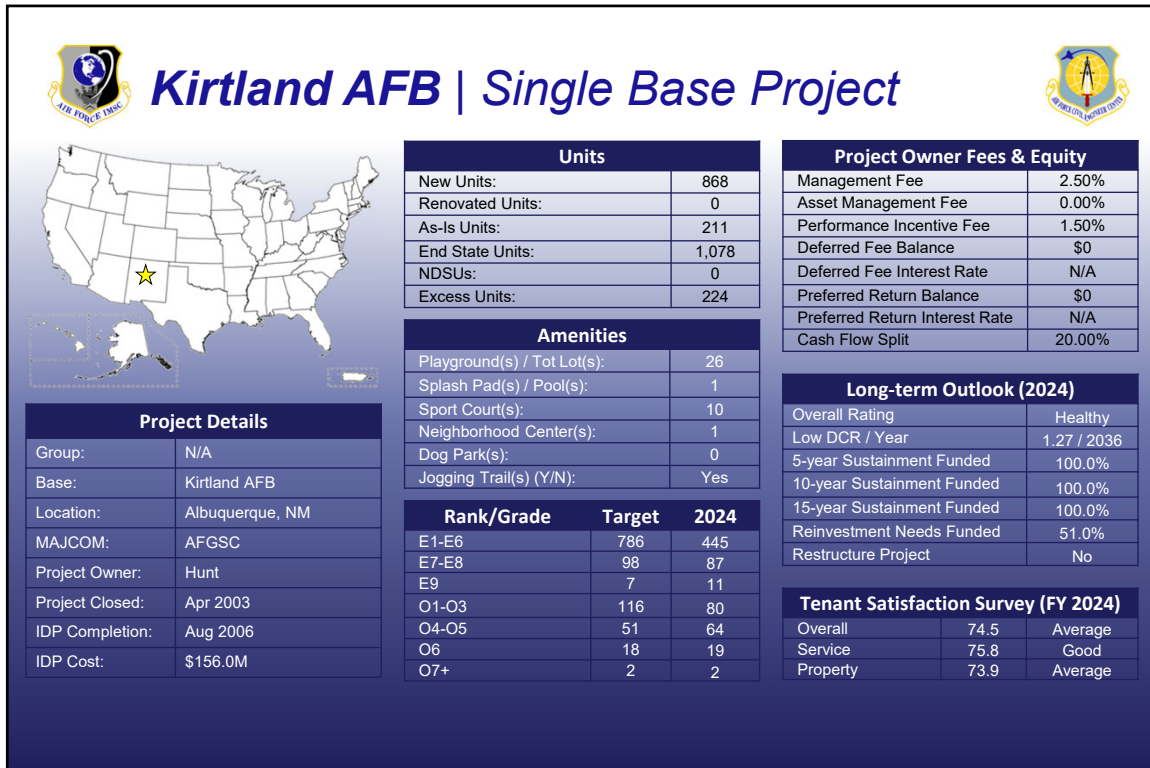 AIR FORCE IMSC
Kirtland AFB | Single Base Project
AIR FORCE CIVIL ENGINEER CENTER
Project Details
Group: N/A
Base: Kirtland AFB
Location: Albuquerque, NM
MAJCOM: AFGSC
Project Owner: Hunt
Project Closed: Apr 2003
IDP Completion: Aug 2006
IDP Cost: $156.0M
Units
New Units: 868
Renovated Units: 0
As-Is Units: 211
End State Units: 1,078
NDSUs: 0
Excess Units: 224
Amenities
Playground(s) / Tot Lot(s): 26
Splash Pad(s) / Pool(s): 1
Sport Court(s): 10
Neighborhood Center(s): 1
Dog Park(s): 0
Jogging Trail(s) (Y/N): Yes
Rank/Grade Target 2024
E1-E6 786 445
E7-E8 98 87
E9 7 11
O1-O3 116 80
O4-O5 51 64
O6 18 19
O7+ 2 2
Project Owner Fees & Equity
Management Fee 2.50%
Asset Management Fee 0.00%
Performance Incentive Fee 1.50%
Deferred Fee Balance $0
Deferred Fee Interest Rate N/A
Preferred Return Balance $0
Preferred Return Interest Rate N/A
Cash Flow Split 20.00%
Long-term Outlook (2024)
Overall Rating Healthy
Low DCR / Year 1.27 / 2036
5-year Sustainment Funded 100.0%
10-year Sustainment Funded 100.0%
15-year Sustainment Funded 100.0%
Reinvestment Needs Funded 51.0%
Restructure Project No
Tenant Satisfaction Survey (FY 2024)
Overall 74.5 Average
Service 75.8 Good
Property 73.9 Average